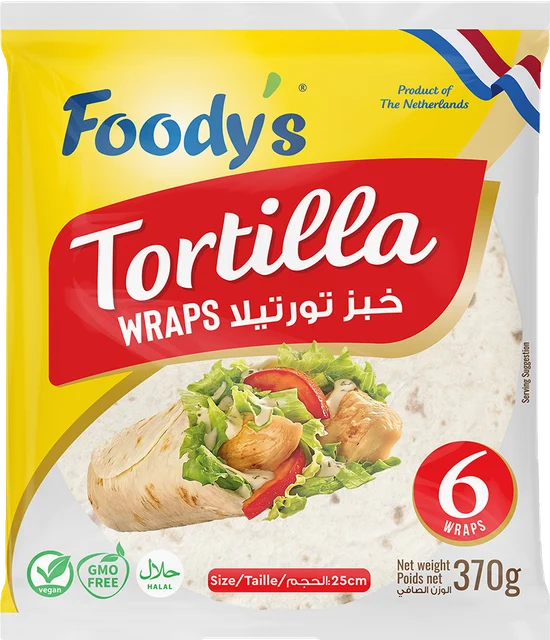 Foody's®
Product of
The Netherlands
Tortilla
WRAPS خبز تورتيلا
Serving Suggestion
6
WRAPS
vegan
GMO
FREE
حلال
HALAL
Size/Taille/الحجم:25cm
Net weight
Poids net
الوزن الصافي
370g